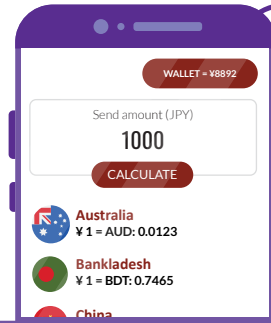 WALLET = ¥8892
Send amount (JPY)
1000
CALCULATE
Australia
¥ 1 = AUD: 0.0123
Bankladesh
¥ 1 = BDT: 0.7465
China